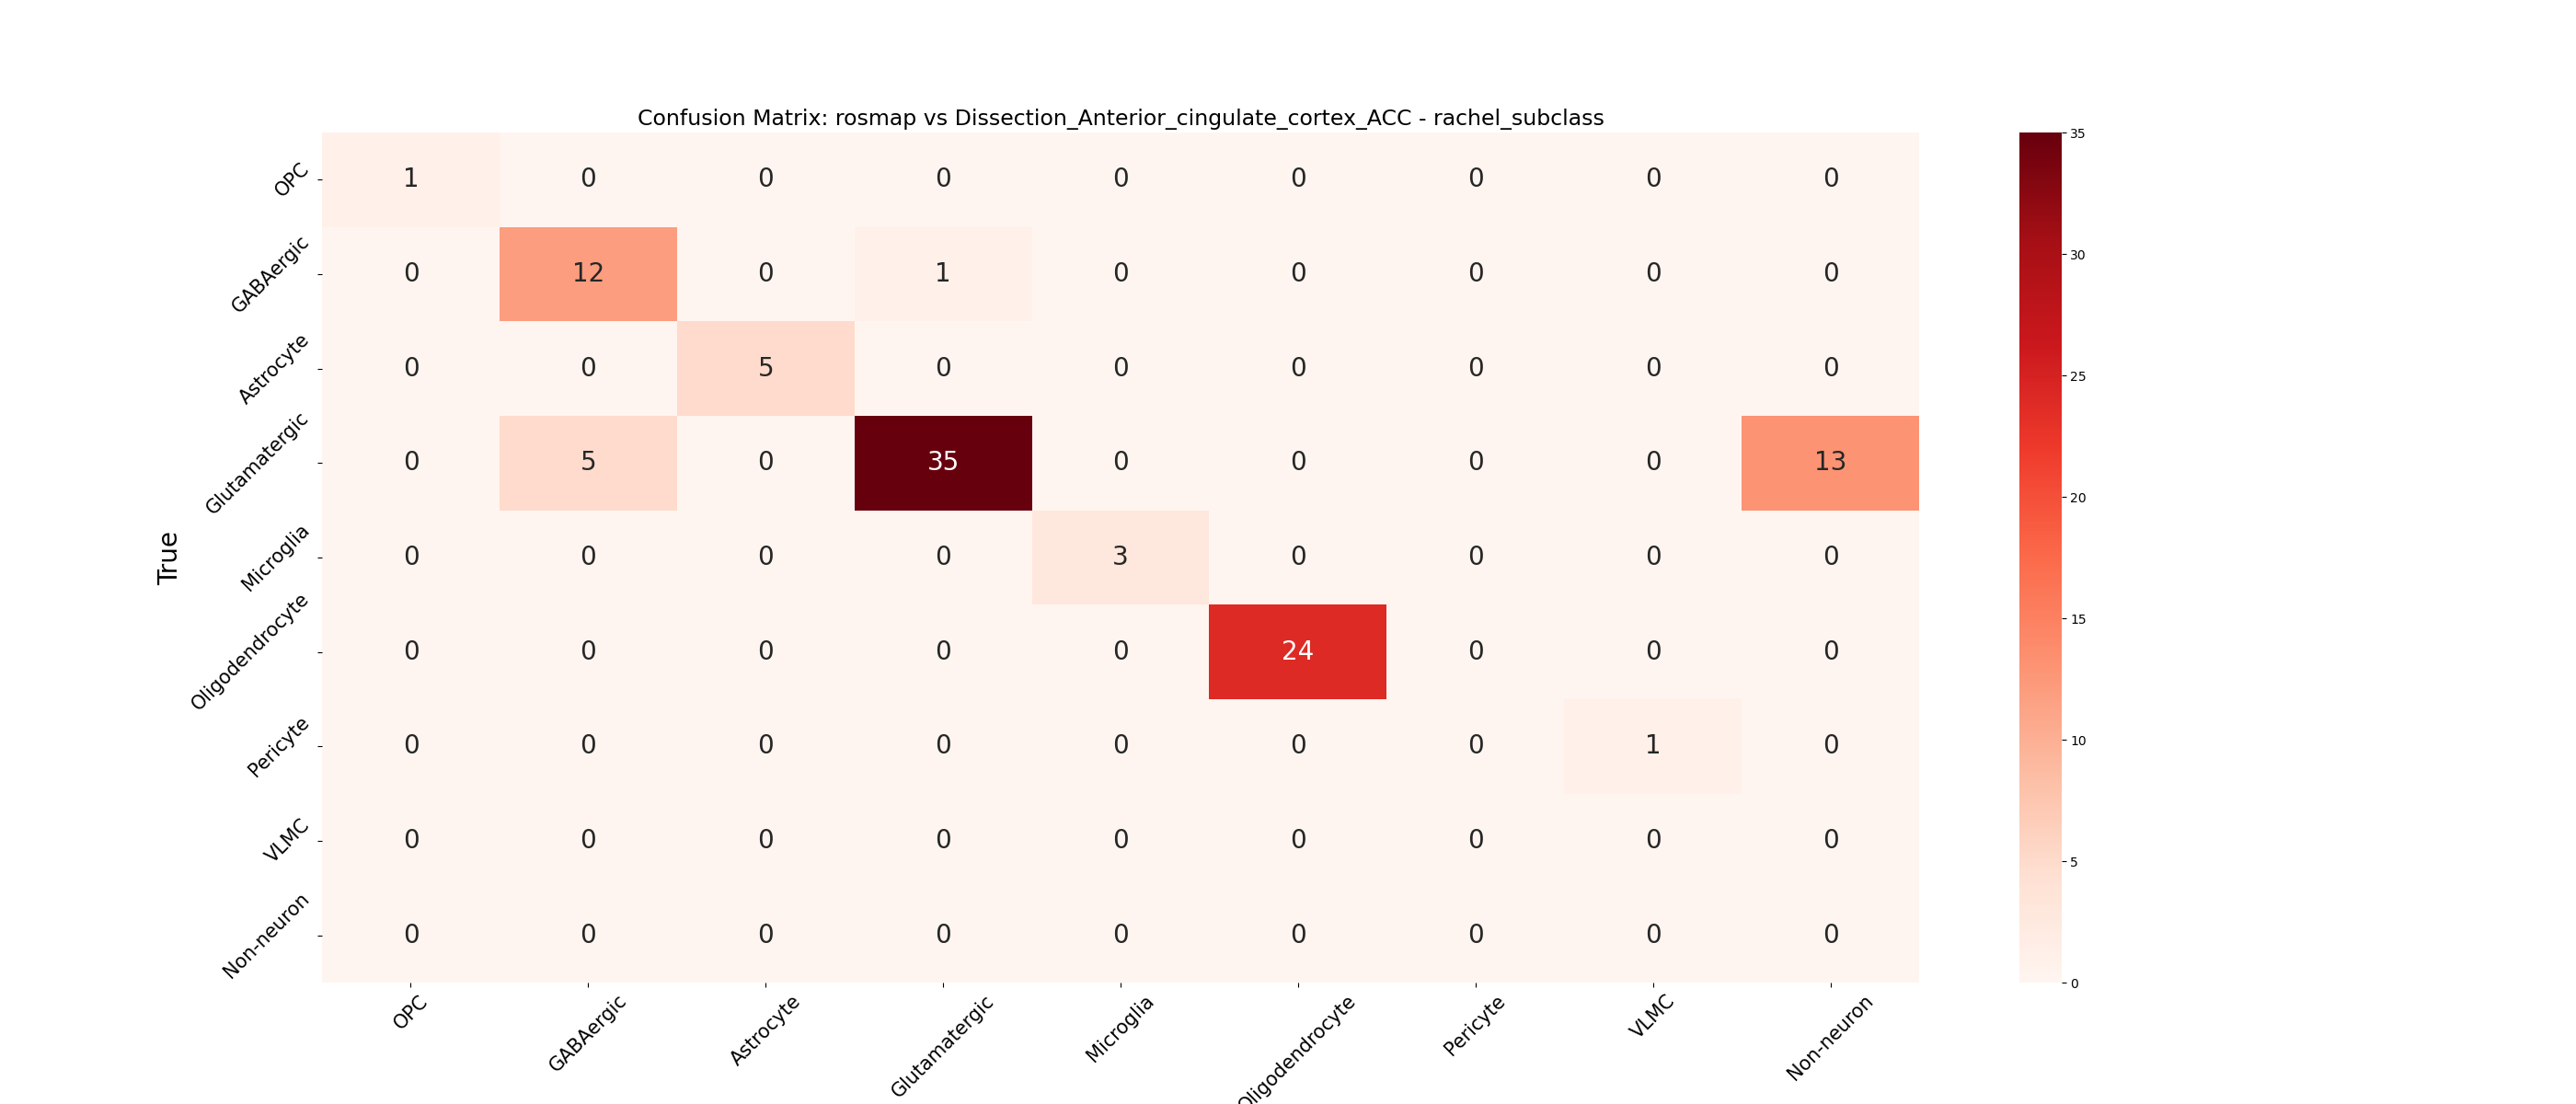 Confusion Matrix: rosmap vs Dissection_Anterior_cingulate_cortex_ACC - rachel_subclass
True
OPC 1 0 0 0 0 0 0 0 0
GABAergic 0 12 0 1 0 0 0 0 0
Astrocyte 0 0 5 0 0 0 0 0 0
Glutamatergic 0 5 0 35 0 0 0 0 13
Microglia 0 0 0 0 3 0 0 0 0
Oligodendrocyte 0 0 0 0 0 24 0 0 0
Pericyte 0 0 0 0 0 0 0 1 0
VLMC 0 0 0 0 0 0 0 0 0
Non-neuron 0 0 0 0 0 0 0 0 0
OPC GABAergic Astrocyte Glutamatergic Microglia Oligodendrocyte Pericyte VLMC Non-neuron
35
30
25
20
15
10
5
0